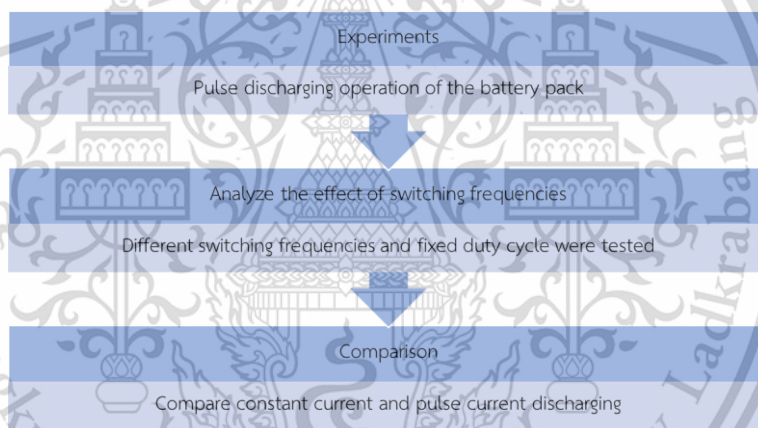 Experiments
Pulse discharging operation of the battery pack
Analyze the effect of switching frequencies
Different switching frequencies and fixed duty cycle were tested
Comparison
Compare constant current and pulse current discharging
Ladkrabang